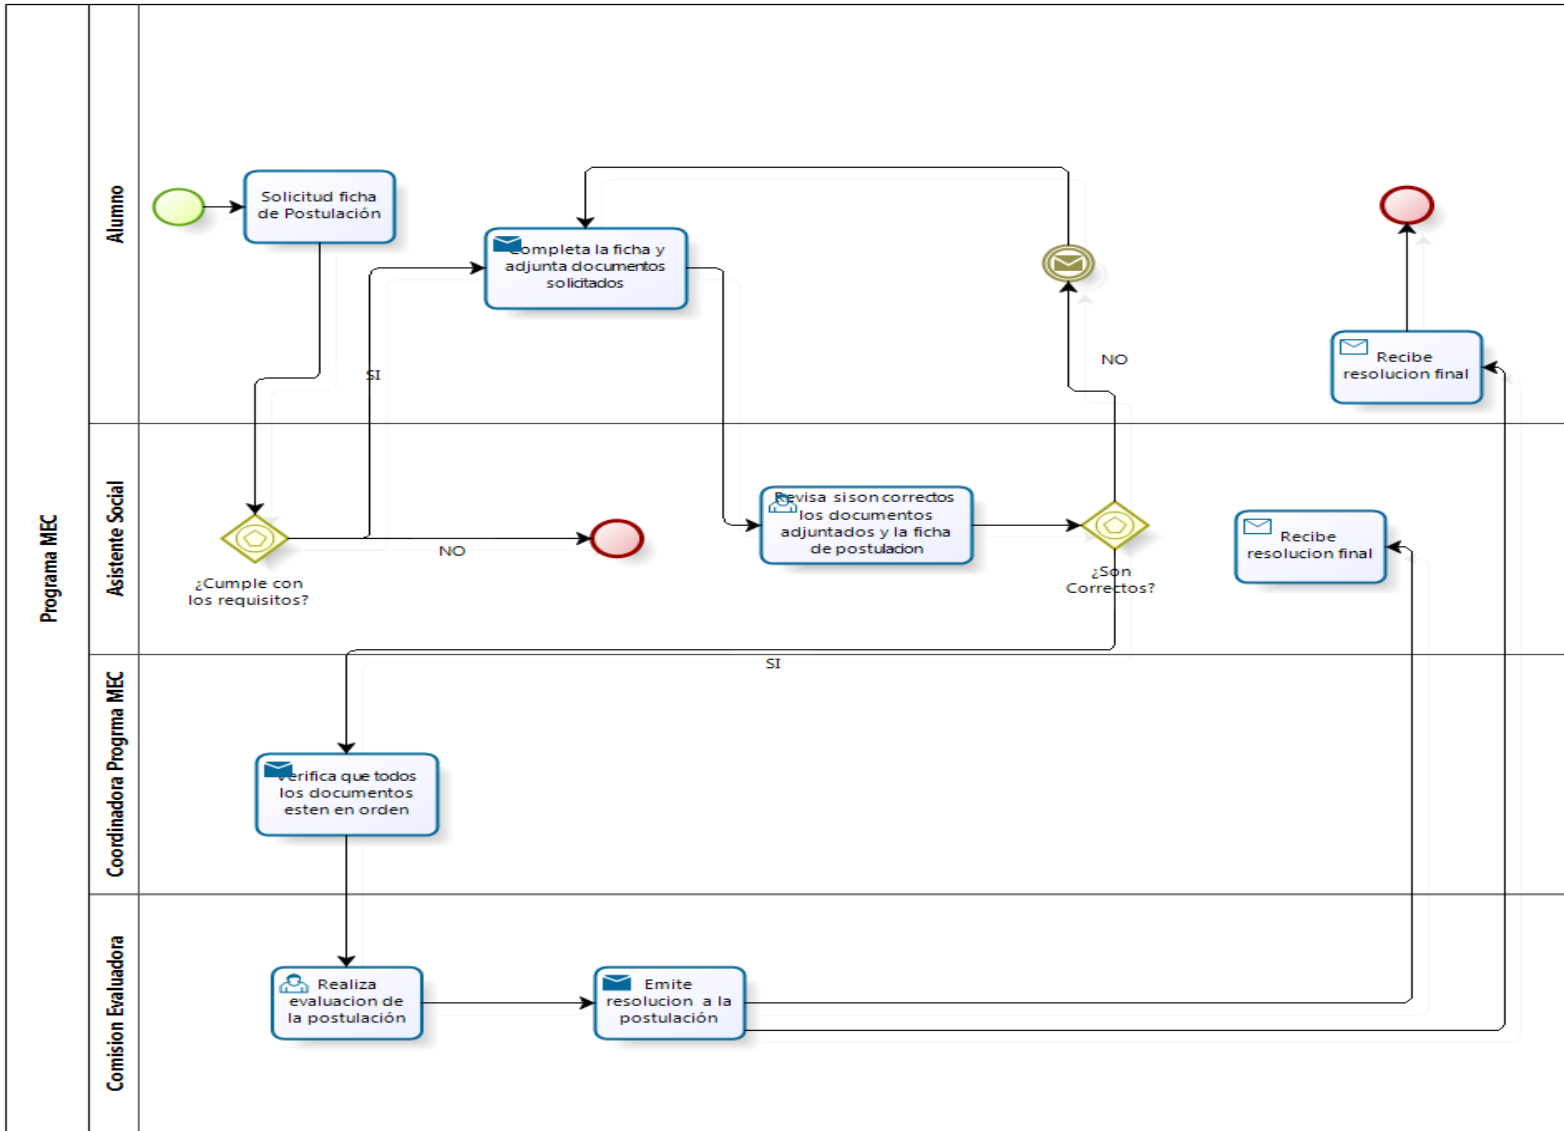 Programa MEC
Alumno
Solicitud ficha
de Postulación
Completa la ficha y
adjunta documentos
solicitados
SI
NO
Recibe
resolucion final
Asistente Social
¿Cumple con
los requisitos?
NO
Revisa si son correctos
los documentos
adjuntados y la ficha
de postulacion
¿Son
Correctos?
Recibe
resolucion final
SI
Coordinadora Progrma MEC
Verifica que todos
los documentos
esten en orden
Comision Evaluadora
Realiza
evaluacion de
la postulación
Emite
resolucion a la
postulación